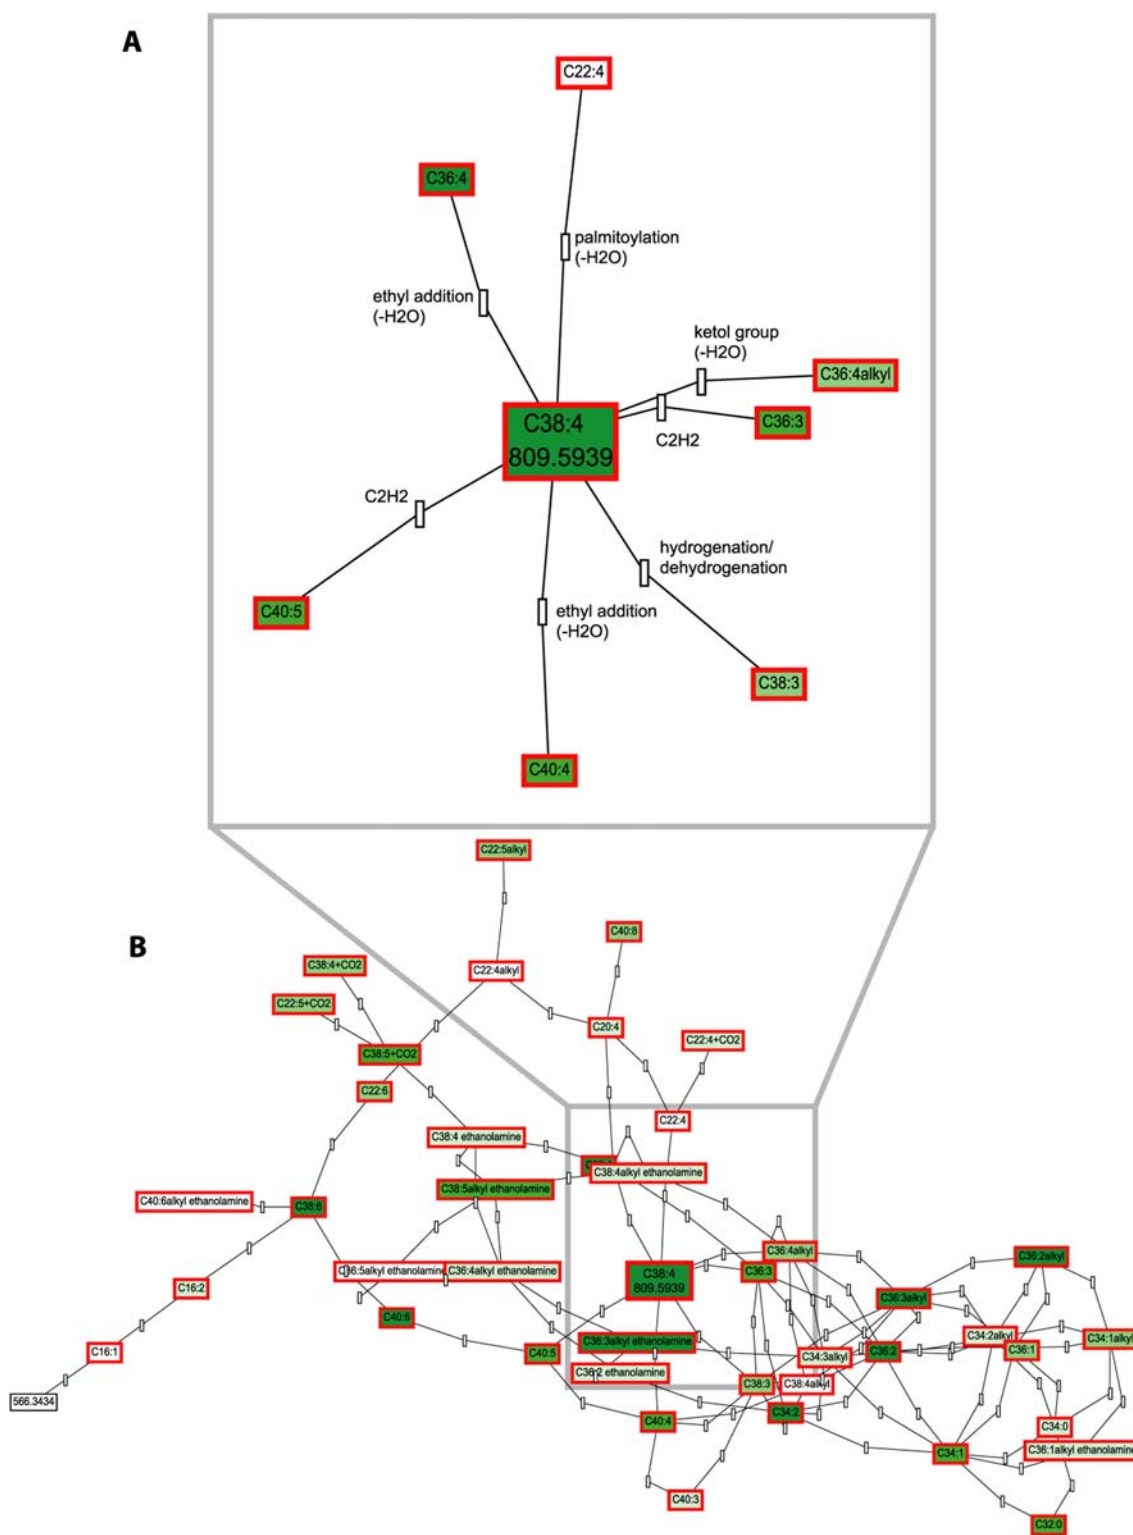 A
C22:4
C36:4
palmitoylation
(-H2O)
ethyl addition
(-H2O)
ketol group
(-H2O)
C36:4alkyl
C38:4
809.5939
C36:3
C2H2
C2H2
hydrogenation/
dehydrogenation
C40:5
ethyl addition
(-H2O)
C38:3
C40:4
B
C22:5alkyl
C40:8
C38:4+CO2
C22:4alkyl
C22:5+CO2
C20:4
C22:4+CO2
C38:5+CO2
C22:6
C22:4
C38:4 ethanolamine
C38:4alkyl ethanolamine
C38:5alkyl ethanolamine
C40:6alkyl ethanolamine
C38:6
C36:4alkyl
C36:2alkyl
C36:5alkyl ethanolamine
C36:4alkyl ethanolamine
C38:4
809.5939
C36:3
C16:2
C36:3alkyl
C40:6
C36:3alkyl ethanolamine
C34:2alkyl
C34:1alkyl
C16:1
C40:5
C34:3alkyl
C36:2
C36:1
C36:2 ethanolamine
C38:3
C38:4alkyl
566.3434
C40:4
C34:2
C34:0
C34:1
C36:1alkyl ethanolamine
C40:3
C32:0